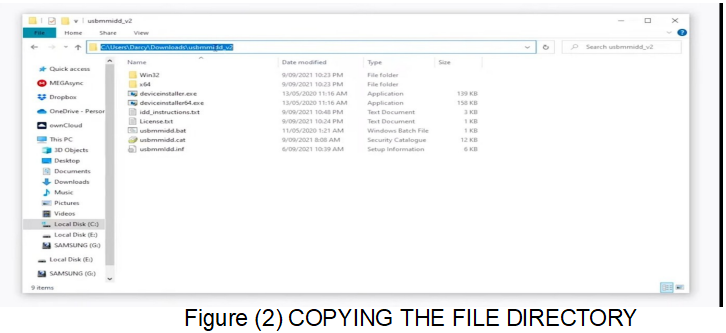 usbmmidd_v2
File Home Share View
C:\Users\Darcy\Downloads\usbmmidd_v2
Search usbmmidd_v2
Name Date modified Type Size
Quick access
MEGAsync
Dropbox
OneDrive - Person
ownCloud
This PC
3D Objects
Desktop
Documents
Downloads
Music
Pictures
Videos
Local Disk (C:)
Local Disk (E:)
SAMSUNG (G:)
Local Disk (E:)
SAMSUNG (G:)
Win32 9/09/2021 10:23 PM File folder
x64 9/09/2021 10:23 PM File folder
deviceinstaller.exe 13/05/2020 11:16 AM Application 139 KB
deviceinstaller64.exe 13/05/2020 11:16 AM Application 158 KB
idd_instructions.txt 9/09/2021 10:48 PM Text Document 3 KB
License.txt 9/09/2021 10:24 PM Text Document 1 KB
usbmmidd.bat 11/05/2020 1:21 AM Windows Batch File 1 KB
usbmmidd.cat 9/09/2021 8:08 AM Security Catalogue 12 KB
usbmmidd.inf 6/09/2021 10:39 AM Setup Information 8 KB
9 items
Figure (2) COPYING THE FILE DIRECTORY